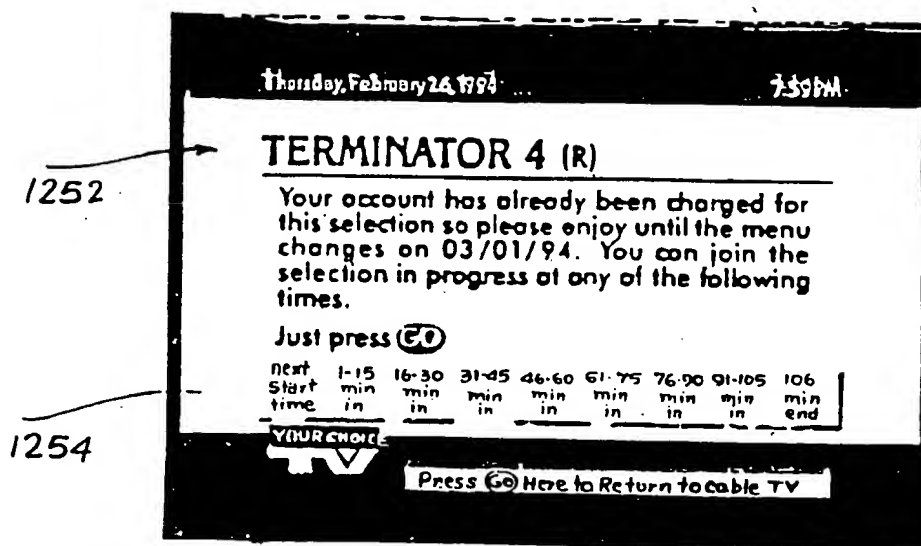 Thursday, February 1994 ... 7:59PM
TERMINATOR 4 (R)
1252
Your account has already been charged for
this selection so please enjoy until the menu
changes on 03/01/94. You can join the
selection in progress at any of the following
times.
Just press GO
next 1-15 16-30 31-45 46-60 61-75 76-90 91-105 106
start min min min min min min min min
time in in in in in in in end
1254
YOUR CHOICE
TV
Press GO Here to Return to cable TV